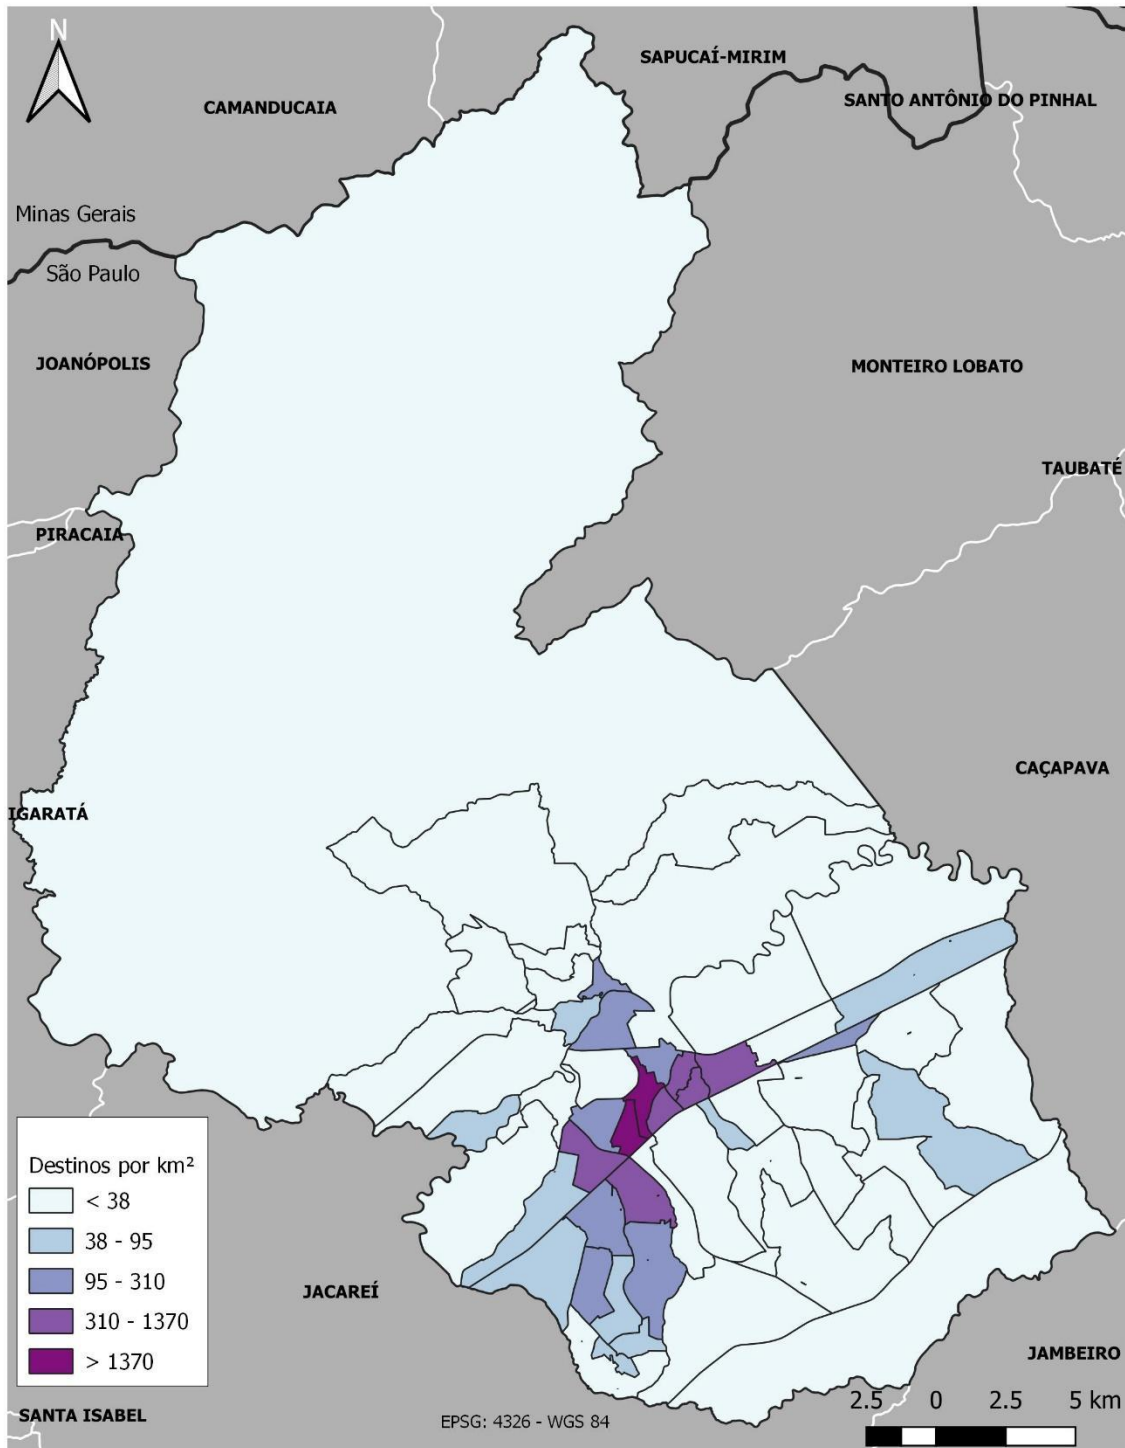 N
SAPUCAÍ-MIRIM
CAMANDUCAIA
SANTO ANTÔNIO DO PINHAL
Minas Gerais
São Paulo
JOANÓPOLIS
MONTEIRO LOBATO
TAUBATÉ
PIRACAIA
CAÇAPAVA
IGARATÁ
Destinos por km²
< 38
38 - 95
95 - 310
310 - 1370
> 1370
JACAREÍ
JAMBEIRO
SANTA ISABEL
EPSG: 4326 - WGS 84
2.5 0 2.5 5 km